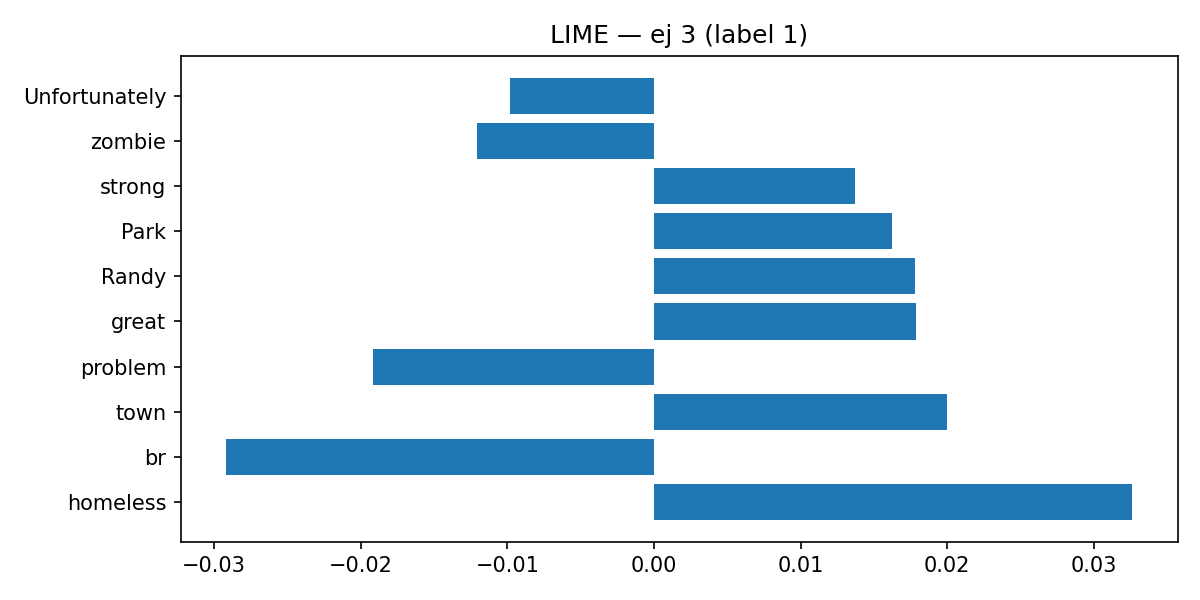 LIME — ej 3 (label 1)
Unfortunately
zombie
strong
Park
Randy
great
problem
town
br
homeless
−0.03 −0.02 −0.01 0.00 0.01 0.02 0.03